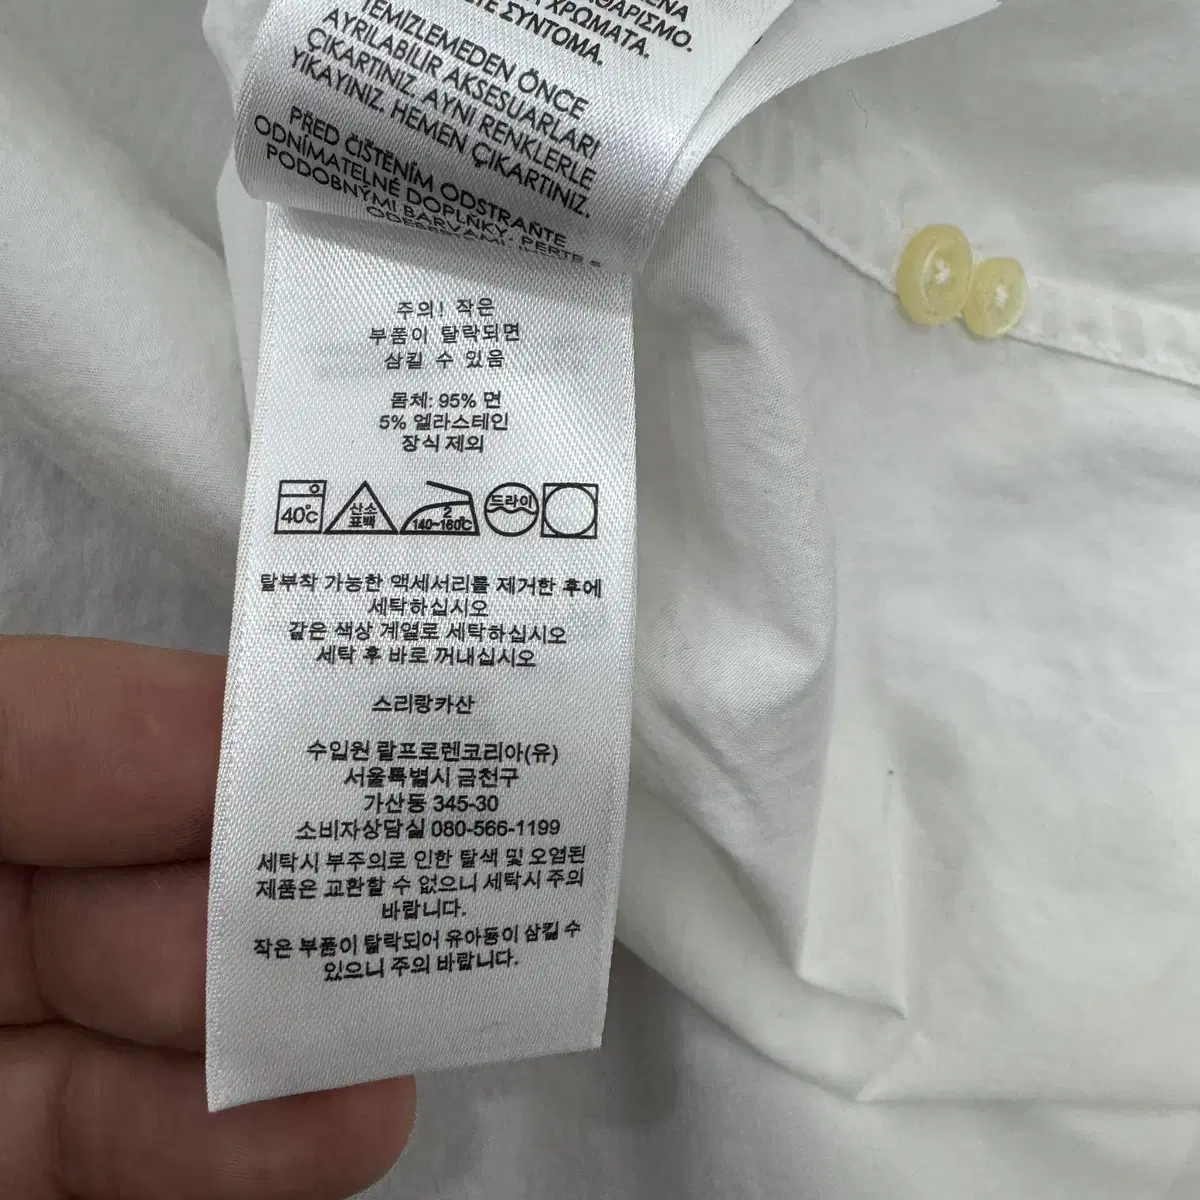 ΧΡΩΜΑΤΑ.
ΣΥΝΤΟΜΑ.
TEMIZLEMEDEN ÖNCE
AYRILABILIR AKSESUARLARI
ÇIKARTINIZ. AYNI RENKLERLE
YIKAYINIZ. HEMEN ÇIKARTINIZ.
PŘED ČIŠTĚNÍM ODSTRAŇTE
ODNÍMATELNÉ DOPLŇKY. PERTE S
PODOBNÝMI BARVAMI.
주의! 작은
부품이 탈락되면
삼킬 수 있음
몸체: 95% 면
5% 엘라스테인
장식 제외
40°C 산소 표백 2 140~160°C 드라이
탈부착 가능한 액세서리를 제거한 후에
세탁하십시오
같은 색상 계열로 세탁하십시오
세탁 후 바로 꺼내십시오
스리랑카산
수입원 랄프로렌코리아(유)
서울특별시 금천구
가산동 345-30
소비자상담실 080-566-1199
세탁시 부주의로 인한 탈색 및 오염된
제품은 교환할 수 없으니 세탁시 주의
바랍니다.
작은 부품이 탈락되어 유아동이 삼킬 수
있으니 주의 바랍니다.